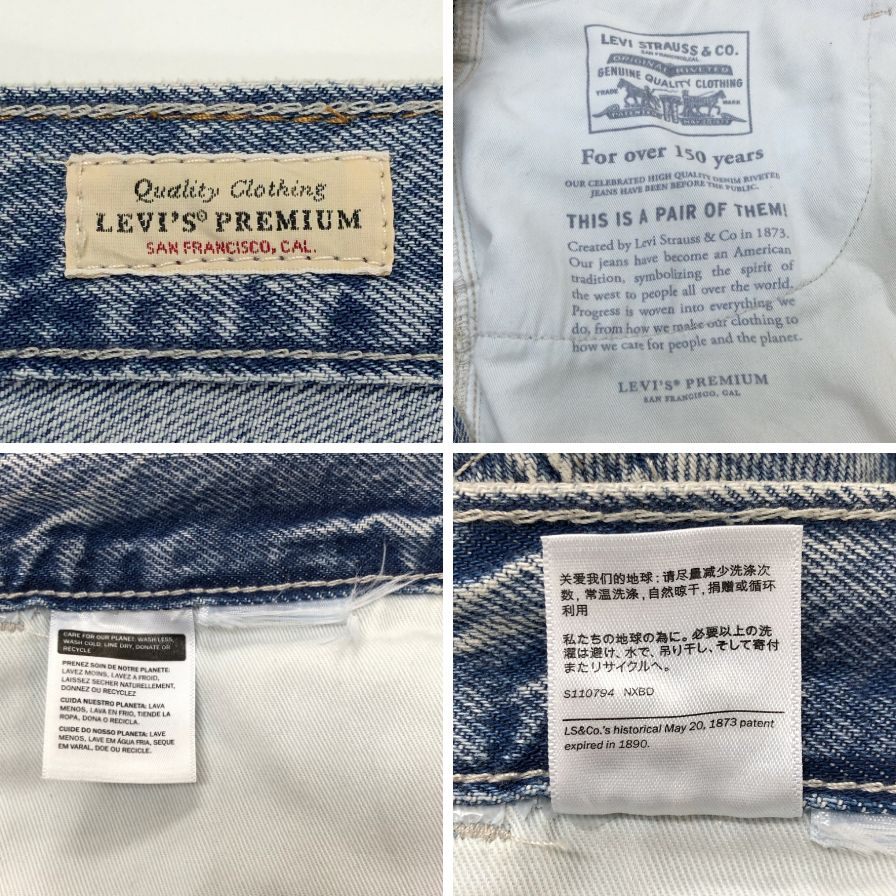 Quality Clothing
LEVI'S® PREMIUM
SAN FRANCISCO, CAL.
LEVI STRAUSS & CO.
SAN FRANCISCO, CAL.
ORIGINAL RIVETED
GENUINE QUALITY CLOTHING
TRADE MARK
PATENTED MAY 20 1873
For over 150 years
OUR CELEBRATED HIGH QUALITY DENIM RIVETED
JEANS HAVE BEEN BEFORE THE PUBLIC.
THIS IS A PAIR OF THEM!
Created by Levi Strauss & Co in 1873.
Our jeans have become an American
tradition, symbolizing the spirit of
the west to people all over the world.
Progress is woven into everything we
do, from how we make our clothing to
how we care for people and the planet.
LEVI'S® PREMIUM
SAN FRANCISCO, CAL
CARE FOR OUR PLANET: WASH LESS,
WASH COLD, LINE DRY, DONATE OR
RECYCLE
PRENEZ SOIN DE NOTRE PLANETE:
LAVEZ MOINS, LAVEZ A FROID,
LAISSEZ SECHER NATURELLEMENT,
DONNEZ OU RECYCLEZ
CUIDA NUESTRO PLANETA: LAVA
MENOS, LAVA EN FRIO, TIENDE LA
ROPA, DONA O RECICLA.
CUIDE DO NOSSO PLANETA: LAVE
MENOS, LAVE EM ÁGUA FRIA, SEQUE
EM VARAL, DOE OU RECICLE.
关爱我们的地球：请尽量减少洗涤次
数，常温洗涤，自然晾干，捐赠或循环
利用
私たちの地球の為に。必要以上の洗
濯は避け、水で、吊り干し、そして寄付
またリサイクルへ。
S110794 NXBD
LS&Co.'s historical May 20, 1873 patent
expired in 1890.